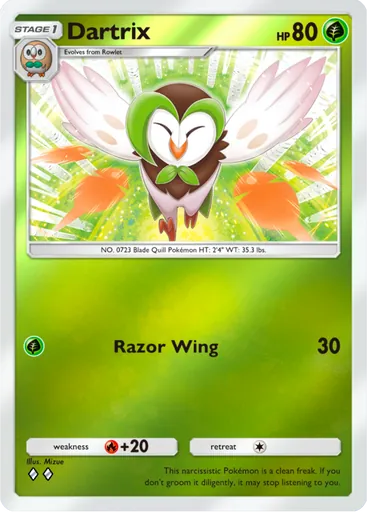 STAGE 1
Dartrix
HP 80
Evolves from Rowlet
NO. 0723 Blade Quill Pokémon HT: 2'4" WT: 35.3 lbs.
Razor Wing 30
weakness +20 retreat
Illus. Mizue
This narcissistic Pokémon is a clean freak. If you
don't groom it diligently, it may stop listening to you.